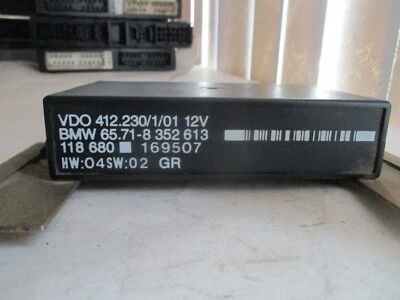 VDO 412.230/1/01 12V
BMW 65.71-8 352 613
118 680 169507
HW:04SW:02 GR